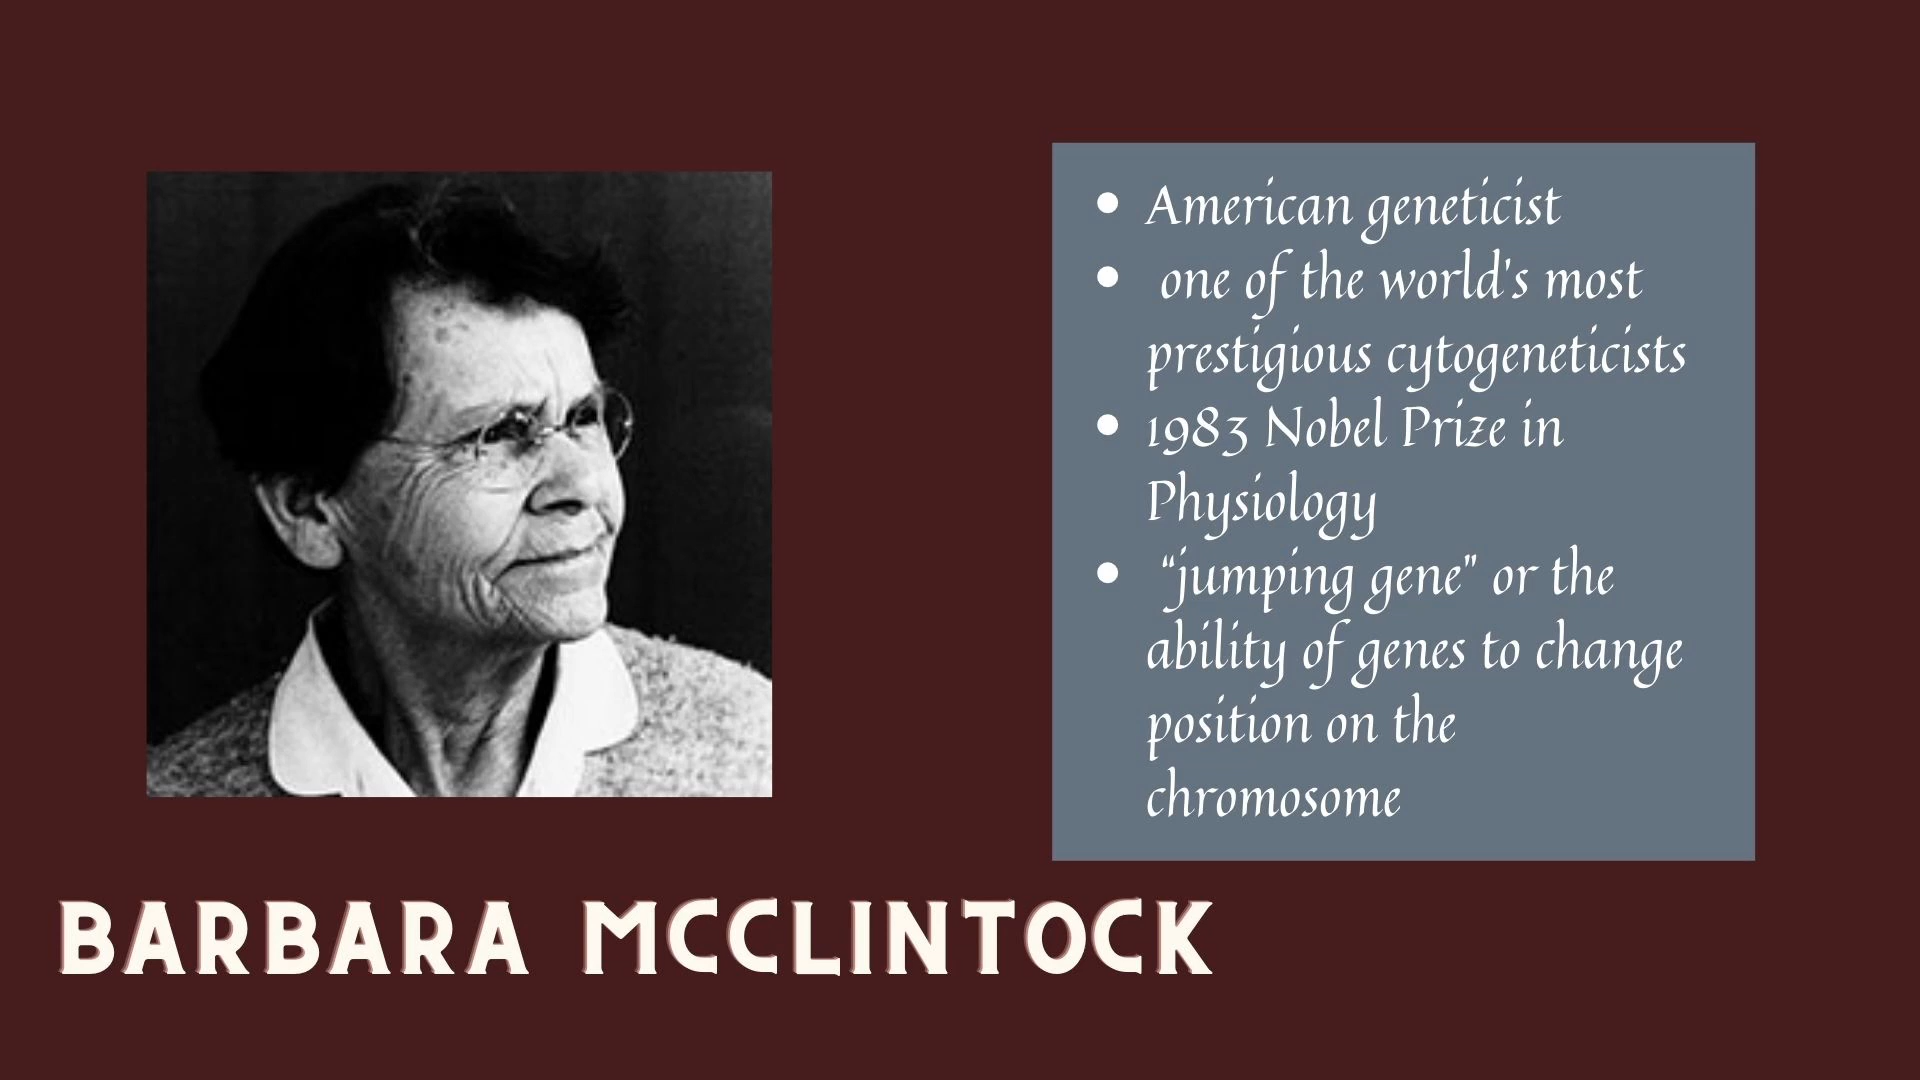 • American geneticist
• one of the world's most
prestigious cytogeneticists
• 1983 Nobel Prize in
Physiology
• “jumping gene” or the
ability of genes to change
position on the
chromosome
BARBARA MCCLINTOCK